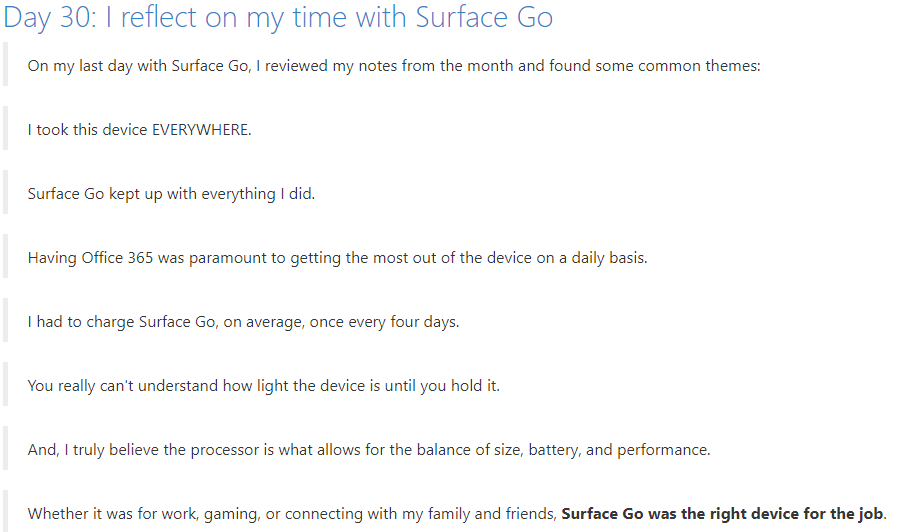 Day 30: I reflect on my time with Surface Go
On my last day with Surface Go, I reviewed my notes from the month and found some common themes:
I took this device EVERYWHERE.
Surface Go kept up with everything I did.
Having Office 365 was paramount to getting the most out of the device on a daily basis.
I had to charge Surface Go, on average, once every four days.
You really can't understand how light the device is until you hold it.
And, I truly believe the processor is what allows for the balance of size, battery, and performance.
Whether it was for work, gaming, or connecting with my family and friends, Surface Go was the right device for the job.